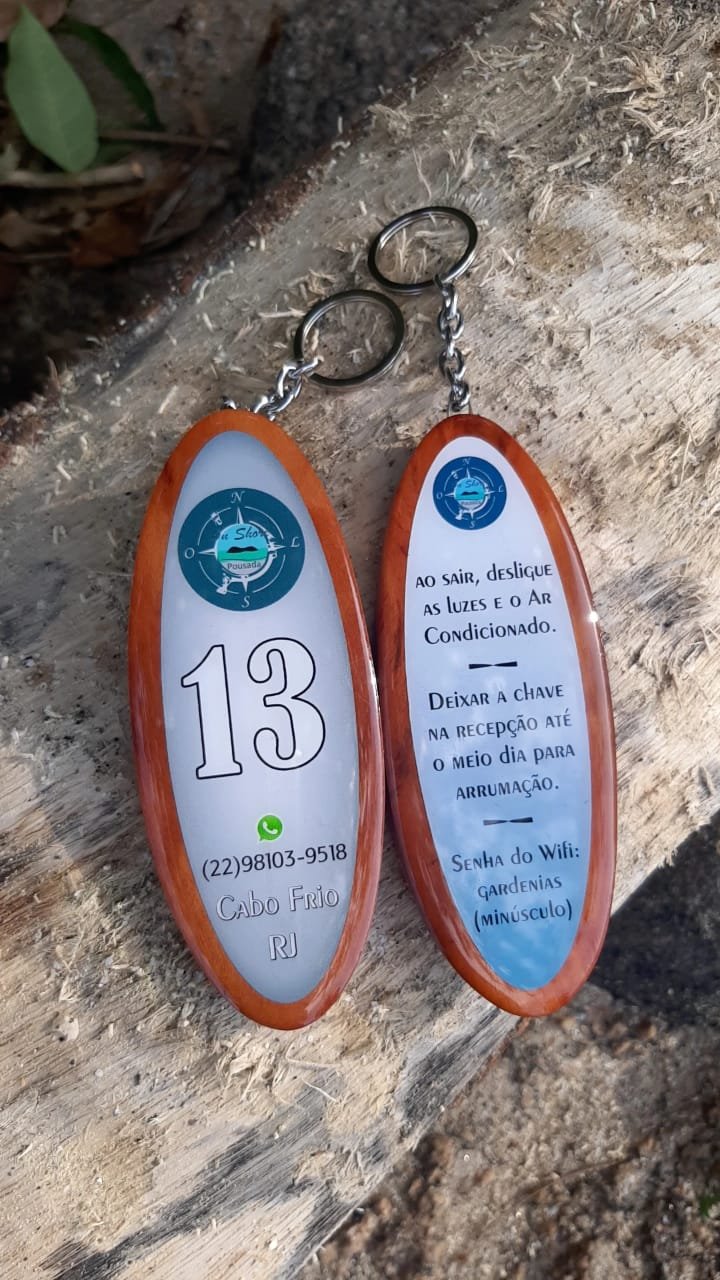 N
O
L
Pousada
S
13
(22)98103-9518
Cabo Frio
RJ
N
Pousada
S
ao sair, desligue
as luzes e o Ar
Condicionado.
Deixar a chave
na recepção até
o meio dia para
arrumação.
Senha do Wifi:
gardenias
(minúsculo)